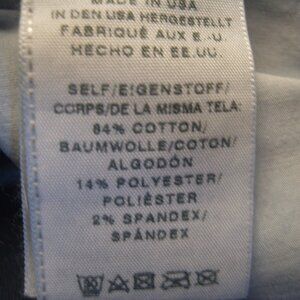 MADE IN USA
IN DEN USA HERGESTELLT
FABRIQUÉ AUX E.-U.
HECHO EN EE.UU.
SELF/EIGENSTOFF/
CORPS/DE LA MISMA TELA:
84% COTTON/
BAUMWOLLE/COTON/
ALGODÓN
14% POLYESTER/
POLIÉSTER
2% SPANDEX/
SPANDEX